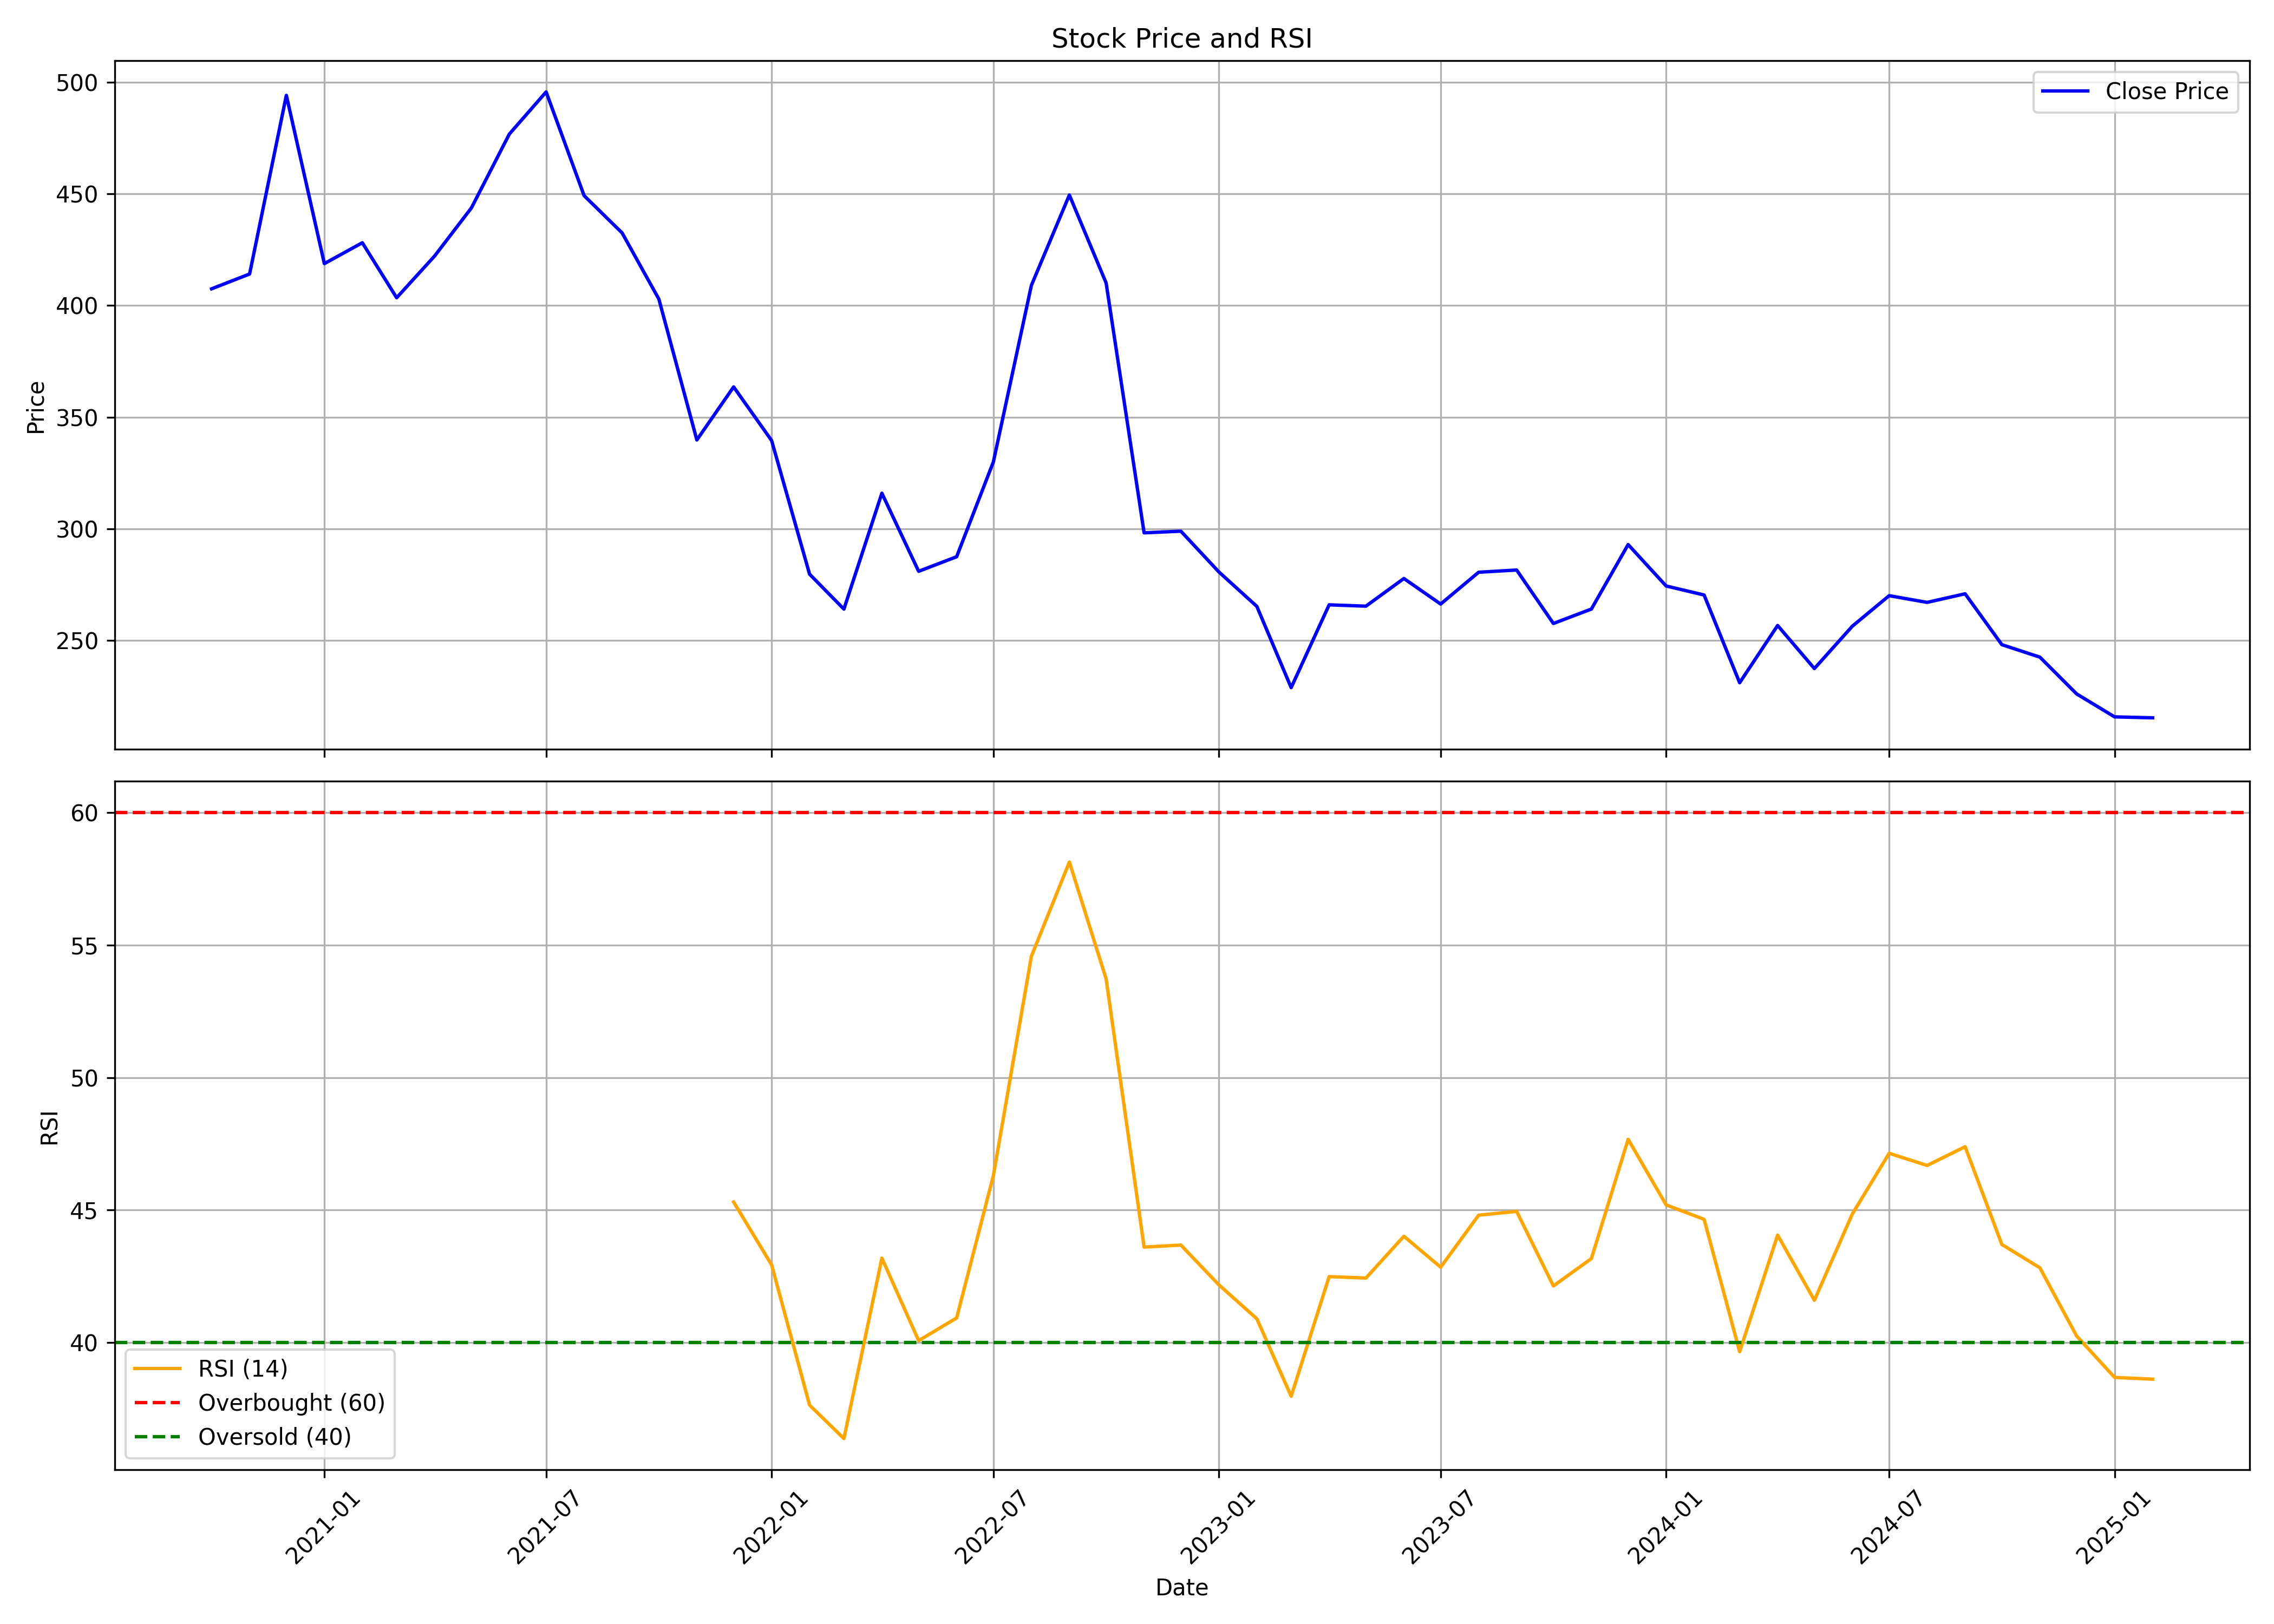 Stock Price and RSI
Close Price
Price
500
450
400
350
300
250
RSI
60
55
50
45
40
RSI (14)
Overbought (60)
Oversold (40)
2021-01
2021-07
2022-01
2022-07
2023-01
2023-07
2024-01
2024-07
2025-01
Date